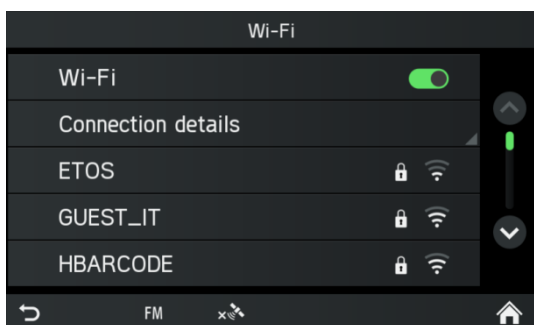 Wi-Fi
Wi-Fi
Connection details
ETOS
GUEST_IT
HBARCODE
FM